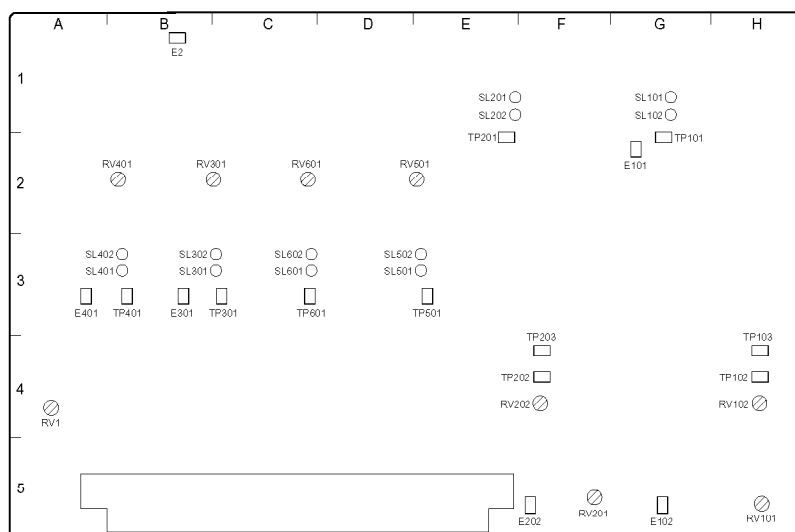 A B C D E F G H
E2
1
SL201 SL101
SL202 SL102
TP201 TP101
E101
RV401 RV301 RV601 RV501
2
SL402 SL302 SL602 SL502
SL401 SL301 SL601 SL501
3
E401 TP401 E301 TP301 TP601 TP501
TP203 TP103
TP202 TP102
4
RV202 RV102
RV1
5
E202 RV201 E102 RV101